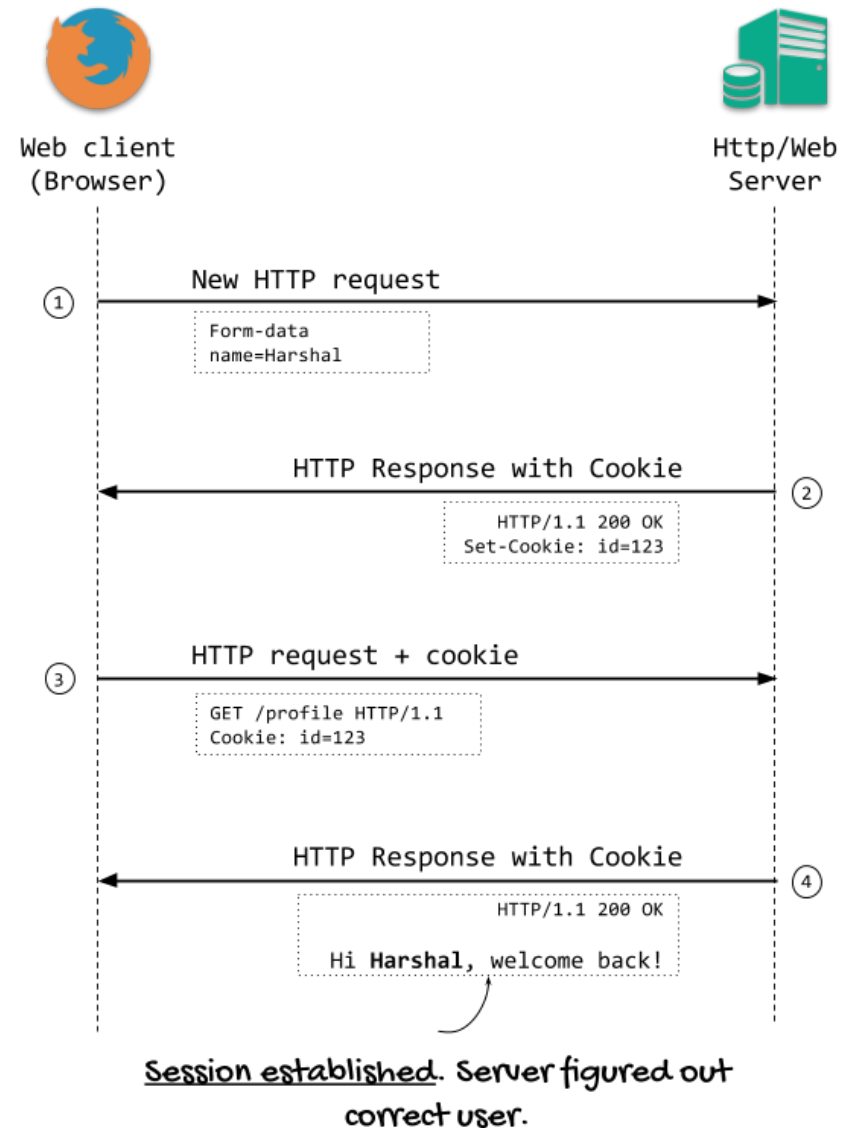 Web client
(Browser)
Http/Web
Server
1
New HTTP request
Form-data
name=Harshal
HTTP Response with Cookie
2
HTTP/1.1 200 OK
Set-Cookie: id=123
3
HTTP request + cookie
GET /profile HTTP/1.1
Cookie: id=123
HTTP Response with Cookie
4
HTTP/1.1 200 OK
Hi Harshal, welcome back!
Session established. Server figured out
correct user.